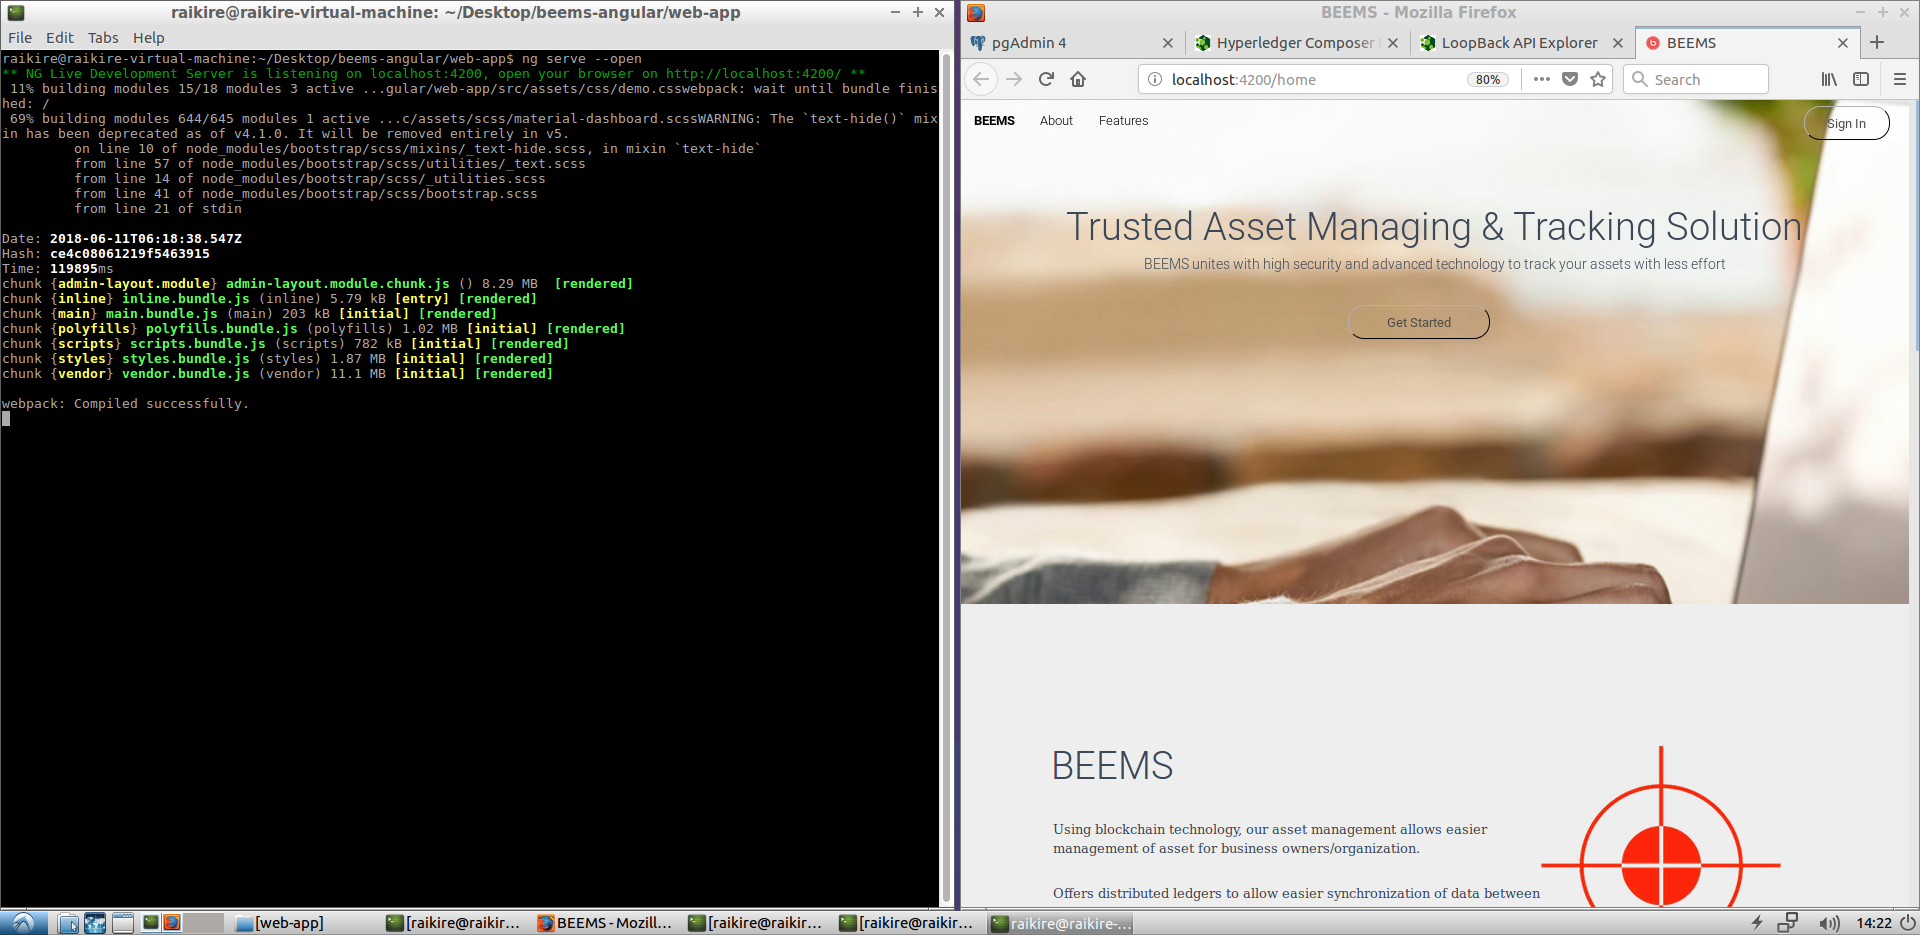 raikire@raikire-virtual-machine: ~/Desktop/beems-angular/web-app
File Edit Tabs Help
raikire@raikire-virtual-machine:~/Desktop/beems-angular/web-app$ ng serve --open
** NG Live Development Server is listening on localhost:4200, open your browser on http://localhost:4200/ **
11% building modules 15/18 modules 3 active ...gular/web-app/src/assets/css/demo.csswebpack: wait until bundle finis
hed: /
69% building modules 644/645 modules 1 active ...c/assets/scss/material-dashboard.scssWARNING: The `text-hide()` mix
in has been deprecated as of v4.1.0. It will be removed entirely in v5.
on line 10 of node_modules/bootstrap/scss/mixins/_text-hide.scss, in mixin `text-hide`
from line 57 of node_modules/bootstrap/scss/utilities/_text.scss
from line 14 of node_modules/bootstrap/scss/_utilities.scss
from line 41 of node_modules/bootstrap/scss/bootstrap.scss
from line 21 of stdin
Date: 2018-06-11T06:18:38.547Z
Hash: ce4c08061219f5463915
Time: 119895ms
chunk {admin-layout.module} admin-layout.module.chunk.js () 8.29 MB  [rendered]
chunk {inline} inline.bundle.js (inline) 5.79 kB [entry] [rendered]
chunk {main} main.bundle.js (main) 203 kB [initial] [rendered]
chunk {polyfills} polyfills.bundle.js (polyfills) 1.02 MB [initial] [rendered]
chunk {scripts} scripts.bundle.js (scripts) 782 kB [initial] [rendered]
chunk {styles} styles.bundle.js (styles) 1.87 MB [initial] [rendered]
chunk {vendor} vendor.bundle.js (vendor) 11.1 MB [initial] [rendered]
webpack: Compiled successfully.
BEEMS - Mozilla Firefox
pgAdmin 4
Hyperledger Composer
LoopBack API Explorer
BEEMS
localhost:4200/home
80%
Search
BEEMS About Features
Sign In
Trusted Asset Managing & Tracking Solution
BEEMS unites with high security and advanced technology to track your assets with less effort
Get Started
BEEMS
Using blockchain technology, our asset management allows easier
management of asset for business owners/organization.
Offers distributed ledgers to allow easier synchronization of data between
[web-app]
[raikire@raikir...
BEEMS - Mozill...
[raikire@raikir...
[raikire@raikir...
raikire@raikire-...
14:22